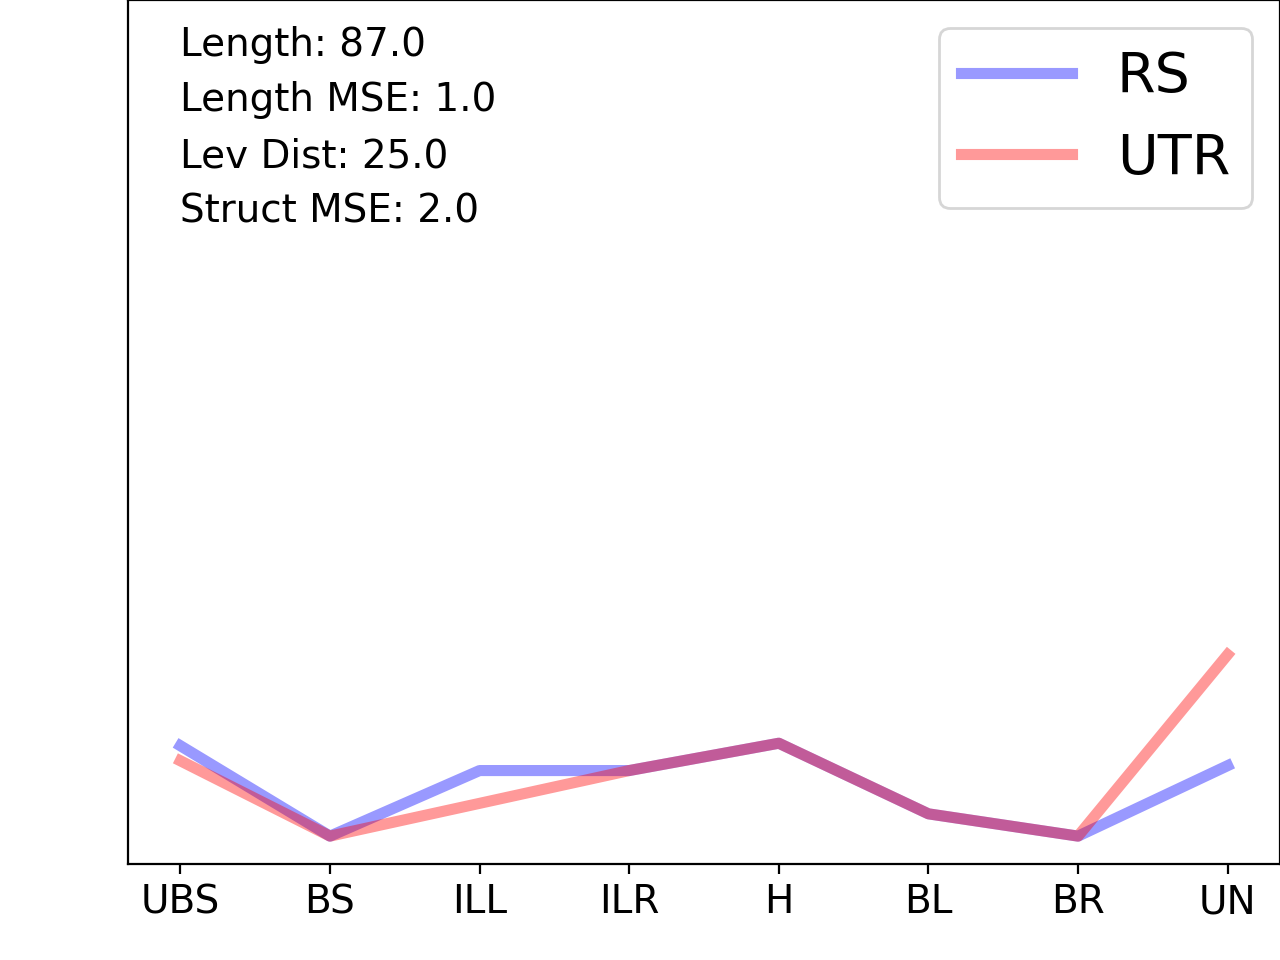 Length: 87.0
Length MSE: 1.0
Lev Dist: 25.0
Struct MSE: 2.0
RS
UTR
UBS BS ILL ILR H BL BR UN